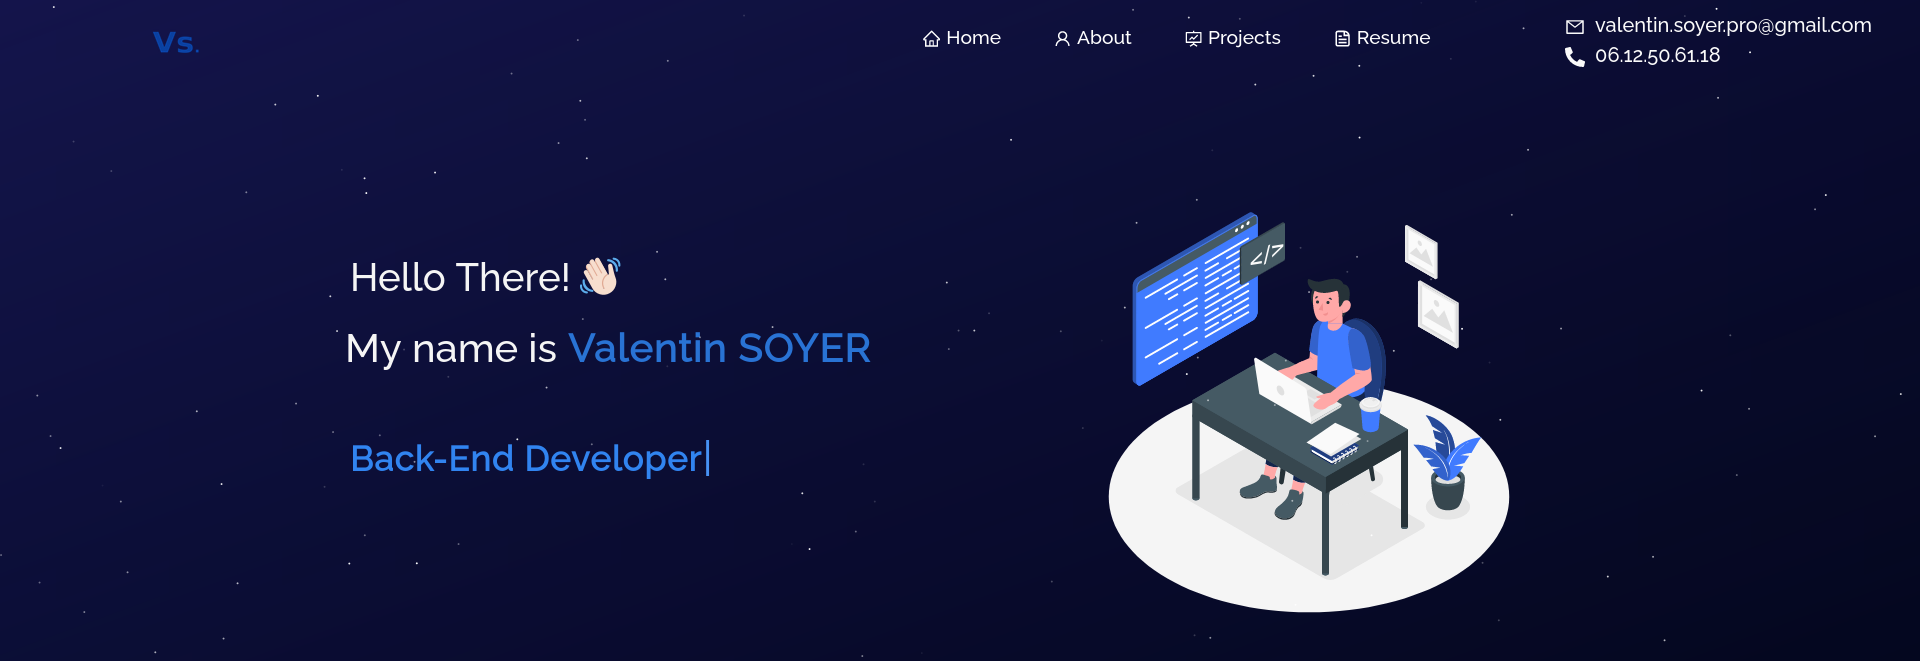 Vs.
Home
About
Projects
Resume
valentin.soyer.pro@gmail.com
06.12.50.61.18
Hello There! 👋🏻
My name is Valentin SOYER
Back-End Developer|
</>